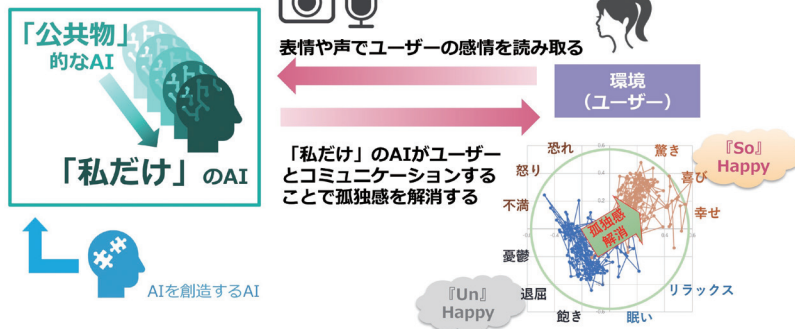 「公共物」
的なAI
「私だけ」のAI
AIを創造するAI
表情や声でユーザーの感情を読み取る
環境
（ユーザー）
「私だけ」のAIがユーザー
とコミュニケーションする
ことで孤独感を解消する
恐れ
驚き
怒り
喜び
不満
幸せ
憂鬱
退屈
リラックス
飽き
眠い
孤独感
解消
『So』
Happy
『Un』
Happy